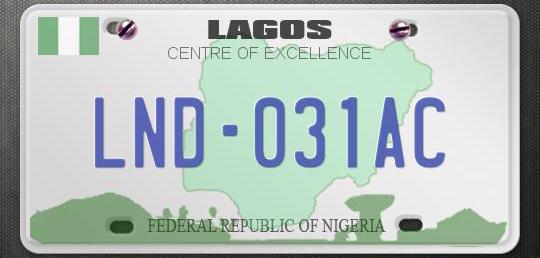 LAGOS
CENTRE OF EXCELLENCE
LND-031AC
FEDERAL REPUBLIC OF NIGERIA